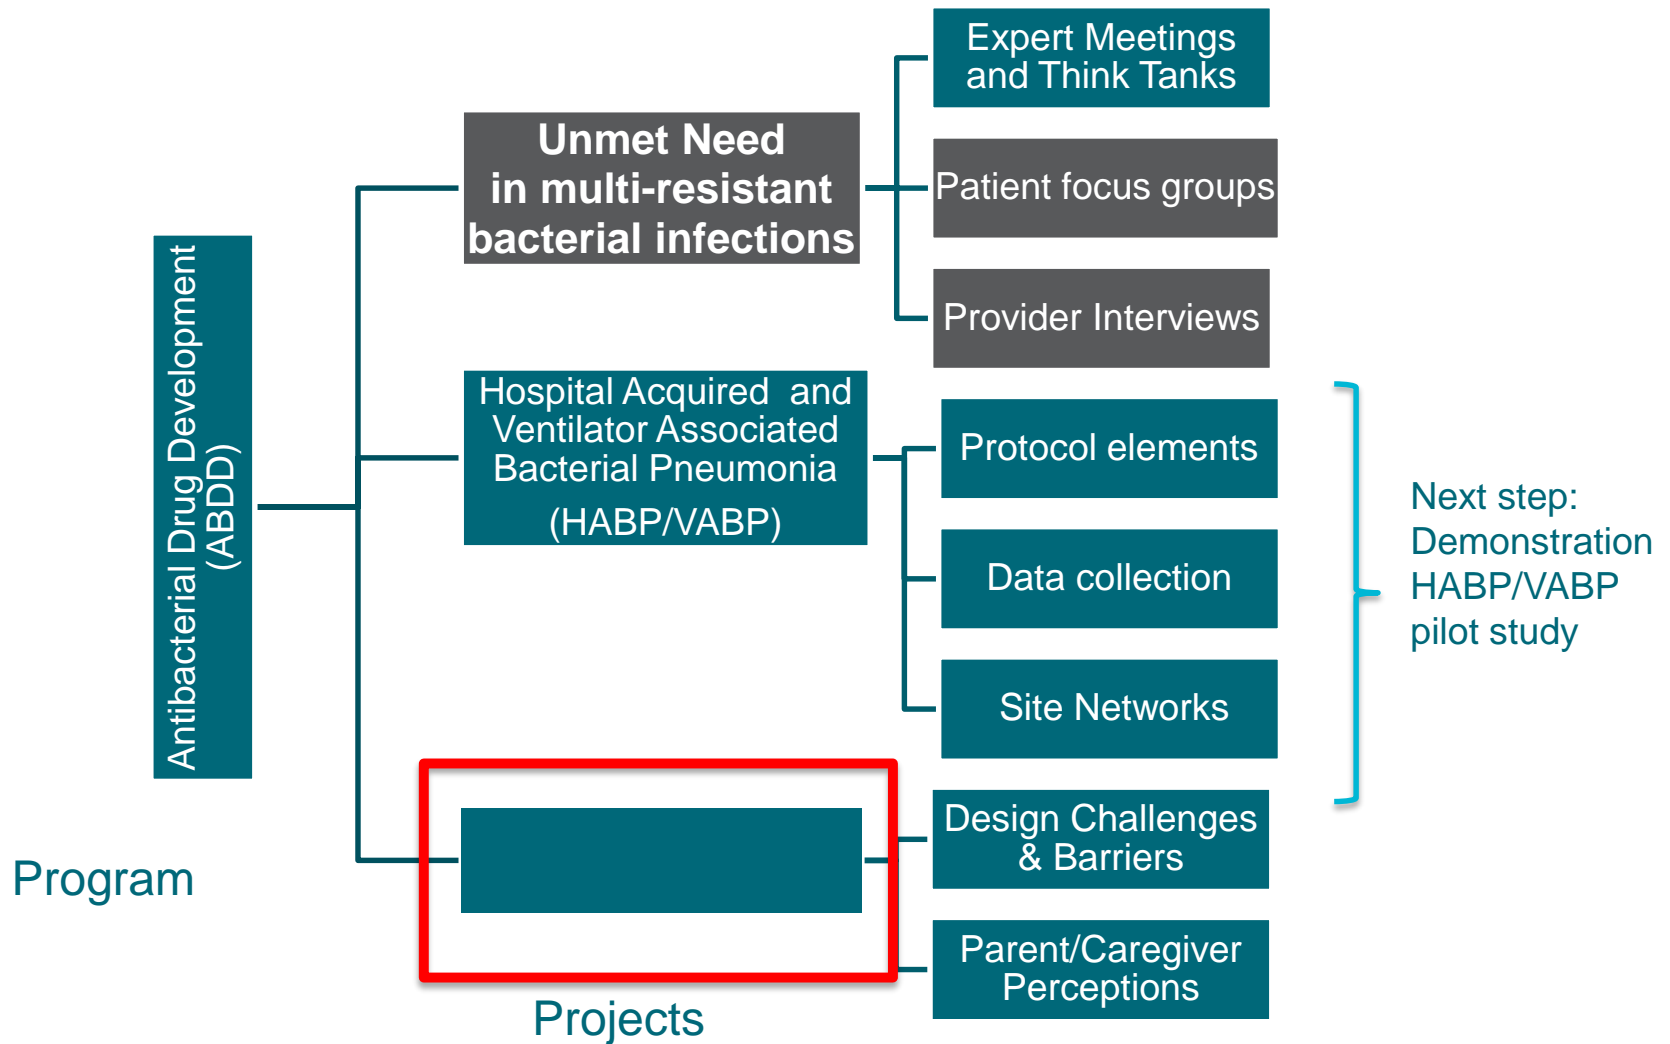 Antibacterial Drug Development
(ABDD)
Unmet Need
in multi-resistant
bacterial infections
Expert Meetings
and Think Tanks
Patient focus groups
Provider Interviews
Hospital Acquired and
Ventilator Associated
Bacterial Pneumonia
(HABP/VABP)
Protocol elements
Data collection
Site Networks
Next step:
Demonstration
HABP/VABP
pilot study
Design Challenges
& Barriers
Parent/Caregiver
Perceptions
Program
Projects